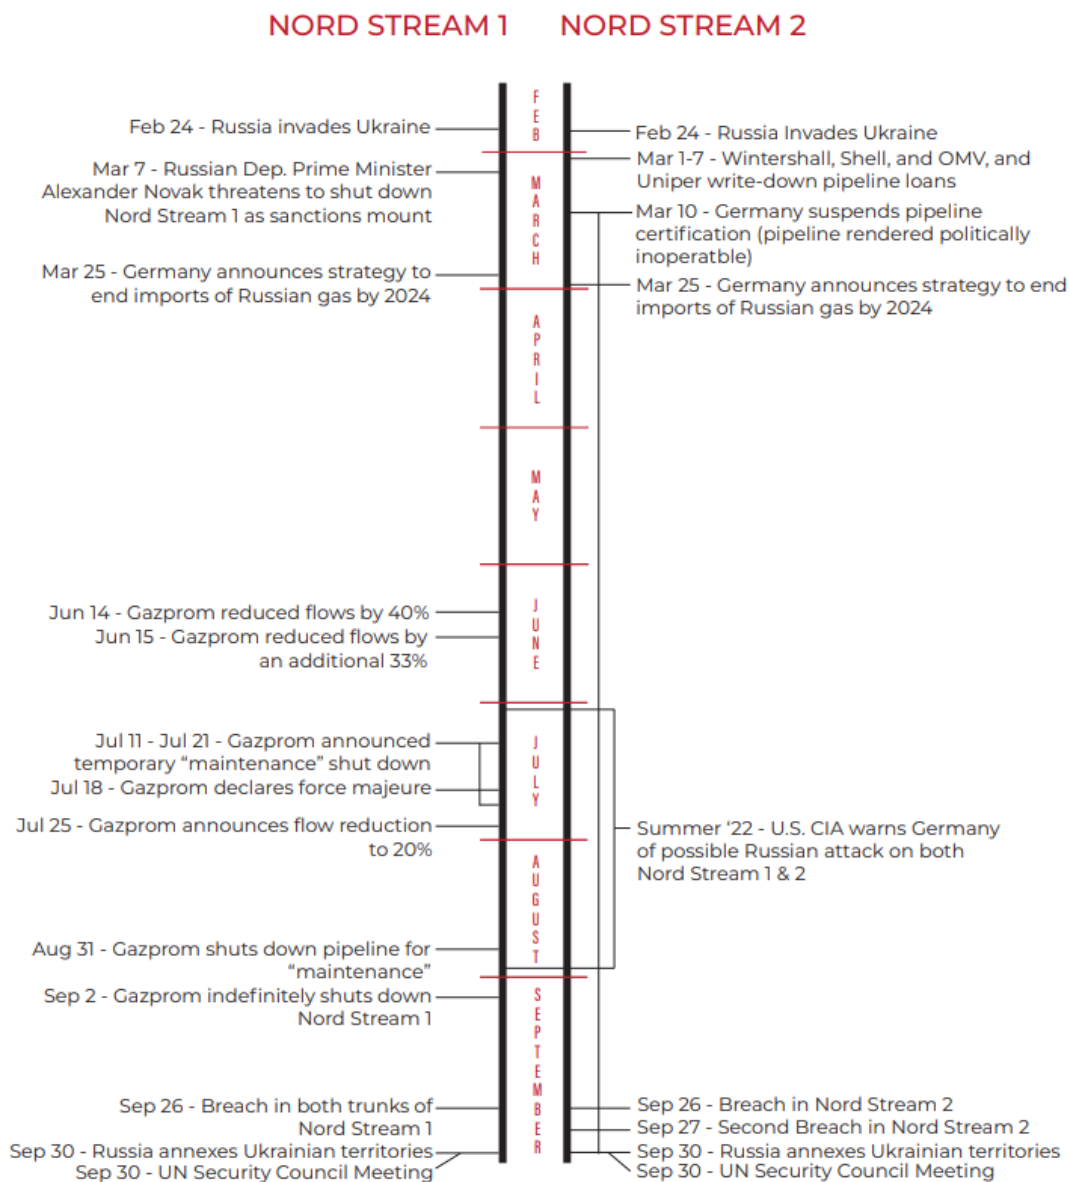 NORD STREAM 1
NORD STREAM 2
FEB
Feb 24 - Russia invades Ukraine
Feb 24 - Russia Invades Ukraine
Mar 7 - Russian Dep. Prime Minister
Alexander Novak threatens to shut down
Nord Stream 1 as sanctions mount
Mar 1-7 - Wintershall, Shell, and OMV, and
Uniper write-down pipeline loans
MARCH
Mar 10 - Germany suspends pipeline
certification (pipeline rendered politically
inoperatble)
Mar 25 - Germany announces strategy to
end imports of Russian gas by 2024
Mar 25 - Germany announces strategy to end
imports of Russian gas by 2024
APRIL
MAY
JUNE
Jun 14 - Gazprom reduced flows by 40%
Jun 15 - Gazprom reduced flows by
an additional 33%
JULY
Jul 11 - Jul 21 - Gazprom announced
temporary “maintenance” shut down
Jul 18 - Gazprom declares force majeure
Jul 25 - Gazprom announces flow reduction
to 20%
Summer ‘22 - U.S. CIA warns Germany
of possible Russian attack on both
Nord Stream 1 & 2
AUGUST
Aug 31 - Gazprom shuts down pipeline for
“maintenance”
SEPTEMBER
Sep 2 - Gazprom indefinitely shuts down
Nord Stream 1
Sep 26 - Breach in both trunks of
Nord Stream 1
Sep 30 - Russia annexes Ukrainian territories
Sep 30 - UN Security Council Meeting
Sep 26 - Breach in Nord Stream 2
Sep 27 - Second Breach in Nord Stream 2
Sep 30 - Russia annexes Ukrainian territories
Sep 30 - UN Security Council Meeting